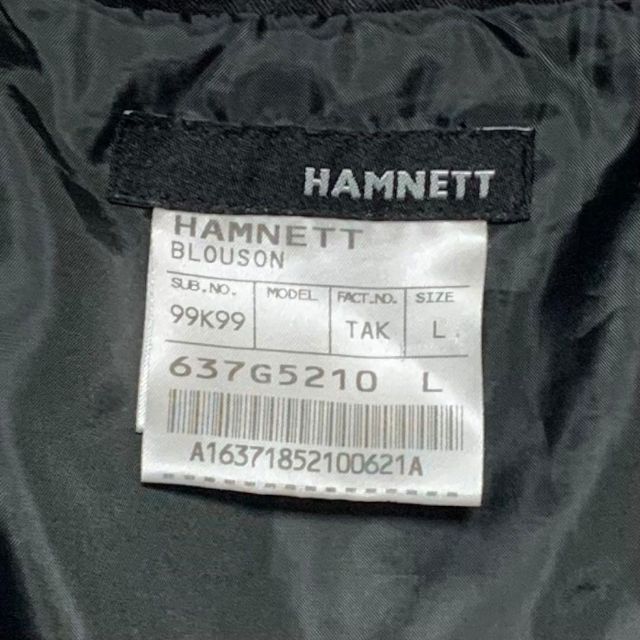 HAMNETT
HAMNETT
BLOUSON
SUB.NO. MODEL FACT.NO. SIZE
99K99 TAK L
637G5210 L
A16371852100621A